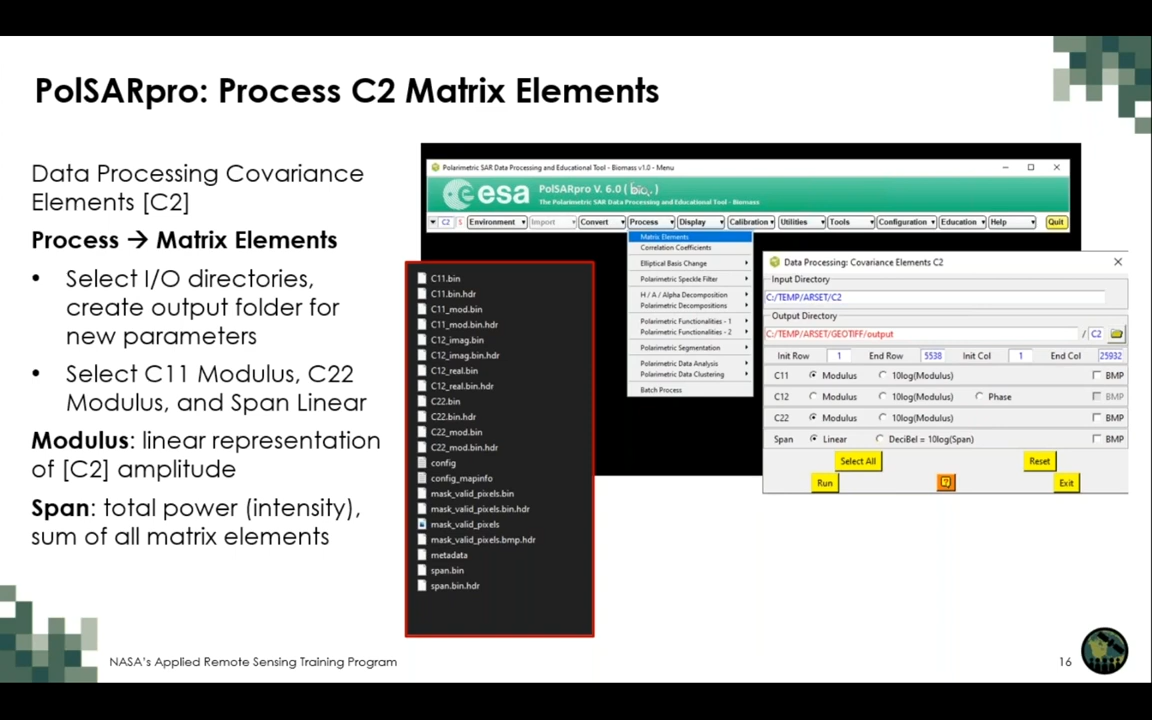 PolSARpro: Process C2 Matrix Elements
Data Processing Covariance
Elements [C2]
Process → Matrix Elements
• Select I/O directories,
create output folder for
new parameters
• Select C11 Modulus, C22
Modulus, and Span Linear
Modulus: linear representation
of [C2] amplitude
Span: total power (intensity),
sum of all matrix elements
Polarimetric SAR Data Processing and Educational Tool - Biomass v1.0 - Menu
esa
PolSARpro V. 6.0 ( bio. )
The Polarimetric SAR Data Processing and Educational Tool - Biomass
C2 S Environment Import Convert Process Display Calibration Utilities Tools Configuration Education Help Quit
Matrix Elements
Correlation Coefficients
Elliptical Basis Change
Polarimetric Speckle Filter
H / A / Alpha Decomposition
Polarimetric Decompositions
Polarimetric Functionalities - 1
Polarimetric Functionalities - 2
Polarimetric Segmentation
Polarimetric Data Analysis
Polarimetric Data Clustering
Batch Process
C11.bin
C11.bin.hdr
C11_mod.bin
C11_mod.bin.hdr
C12_imag.bin
C12_imag.bin.hdr
C12_real.bin
C12_real.bin.hdr
C22.bin
C22.bin.hdr
C22_mod.bin
C22_mod.bin.hdr
config
config_mapinfo
mask_valid_pixels.bin
mask_valid_pixels.bin.hdr
mask_valid_pixels
mask_valid_pixels.bmp.hdr
metadata
span.bin
span.bin.hdr
Data Processing: Covariance Elements C2
Input Directory
C:/TEMP/ARSET/C2
Output Directory
C:/TEMP/ARSET/GEOTIFF/output / C2
Init Row 1 End Row 5538 Init Col 1 End Col 25932
C11 Modulus 10log(Modulus) BMP
C12 Modulus 10log(Modulus) Phase BMP
C22 Modulus 10log(Modulus) BMP
Span Linear DeciBel = 10log(Span) BMP
Select All Reset
Run ? Exit
NASA's Applied Remote Sensing Training Program
16